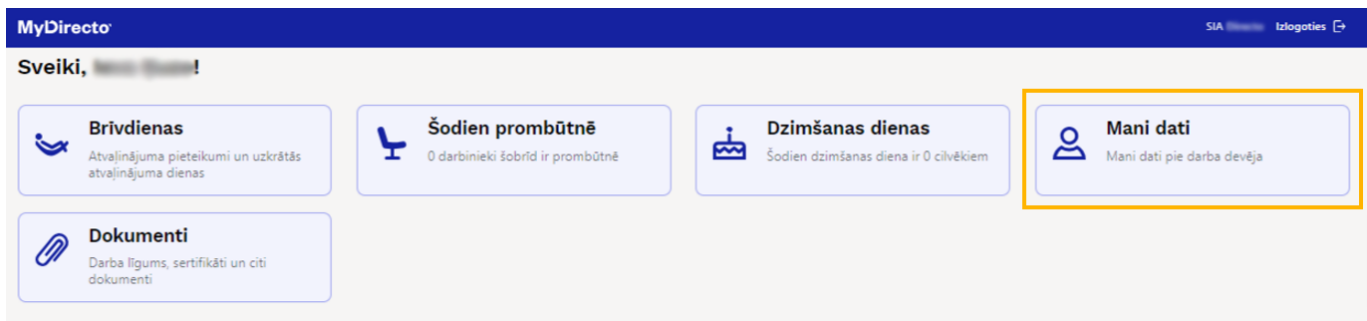 MyDirecto
SIA Izlogoties
Sveiki, !
Brīvdienas
Atvaļinājuma pieteikumi un uzkrātās
atvaļinājuma dienas
Šodien prombūtnē
0 darbinieki šobrīd ir prombūtnē
Dzimšanas dienas
Šodien dzimšanas diena ir 0 cilvēkiem
Mani dati
Mani dati pie darba devēja
Dokumenti
Darba līgums, sertifikāti un citi
dokumenti